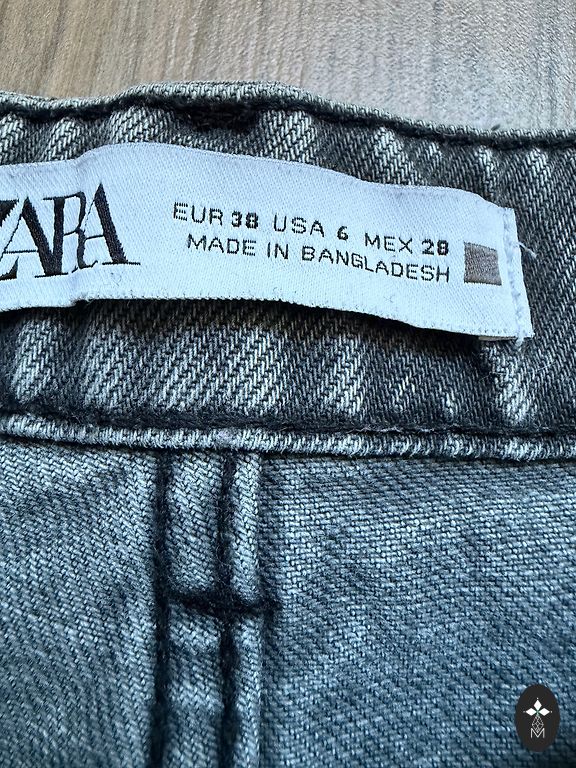 ZARA
EUR 38 USA 6 MEX 28
MADE IN BANGLADESH
M